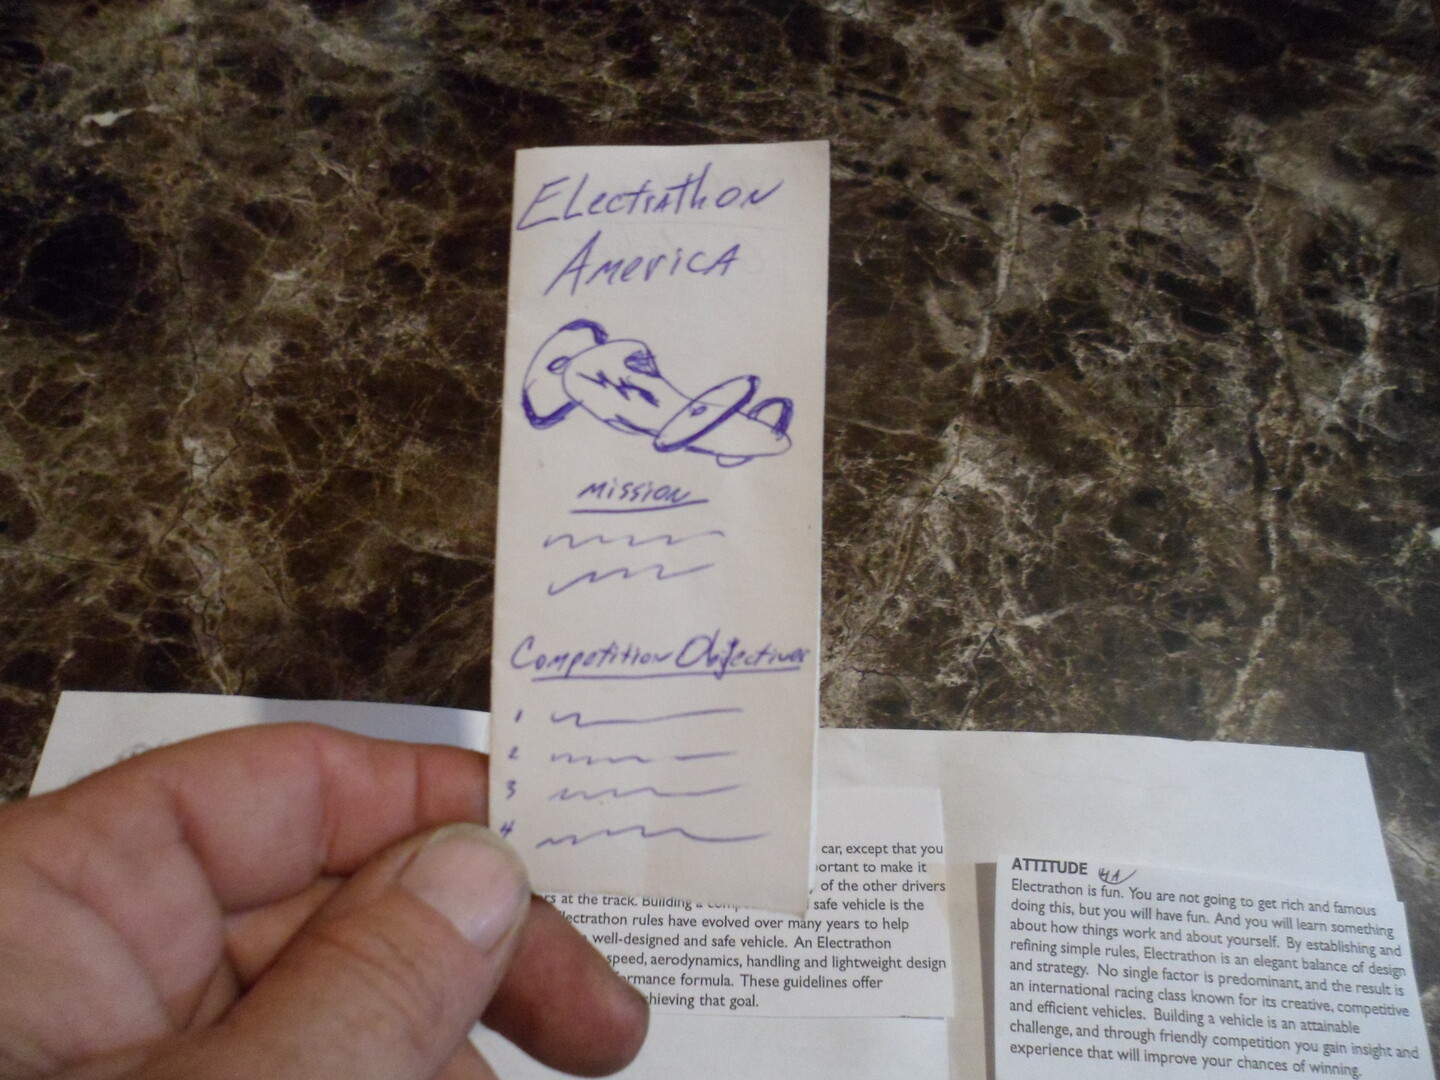 Electrathon
America
Mission
Competition Objectives
1
2
3
4
car, except that you
ortant to make it
of the other drivers
rs at the track. Building a safe vehicle is the
lectrathon rules have evolved over many years to help
well-designed and safe vehicle. An Electrathon
speed, aerodynamics, handling and lightweight design
rmance formula. These guidelines offer
chieving that goal.
ATTITUDE
Electrathon is fun. You are not going to get rich and famous
doing this, but you will have fun. And you will learn something
about how things work and about yourself. By establishing and
refining simple rules, Electrathon is an elegant balance of design
and strategy. No single factor is predominant, and the result is
an international racing class known for its creative, competitive
and efficient vehicles. Building a vehicle is an attainable
challenge, and through friendly competition you gain insight and
experience that will improve your chances of winning.